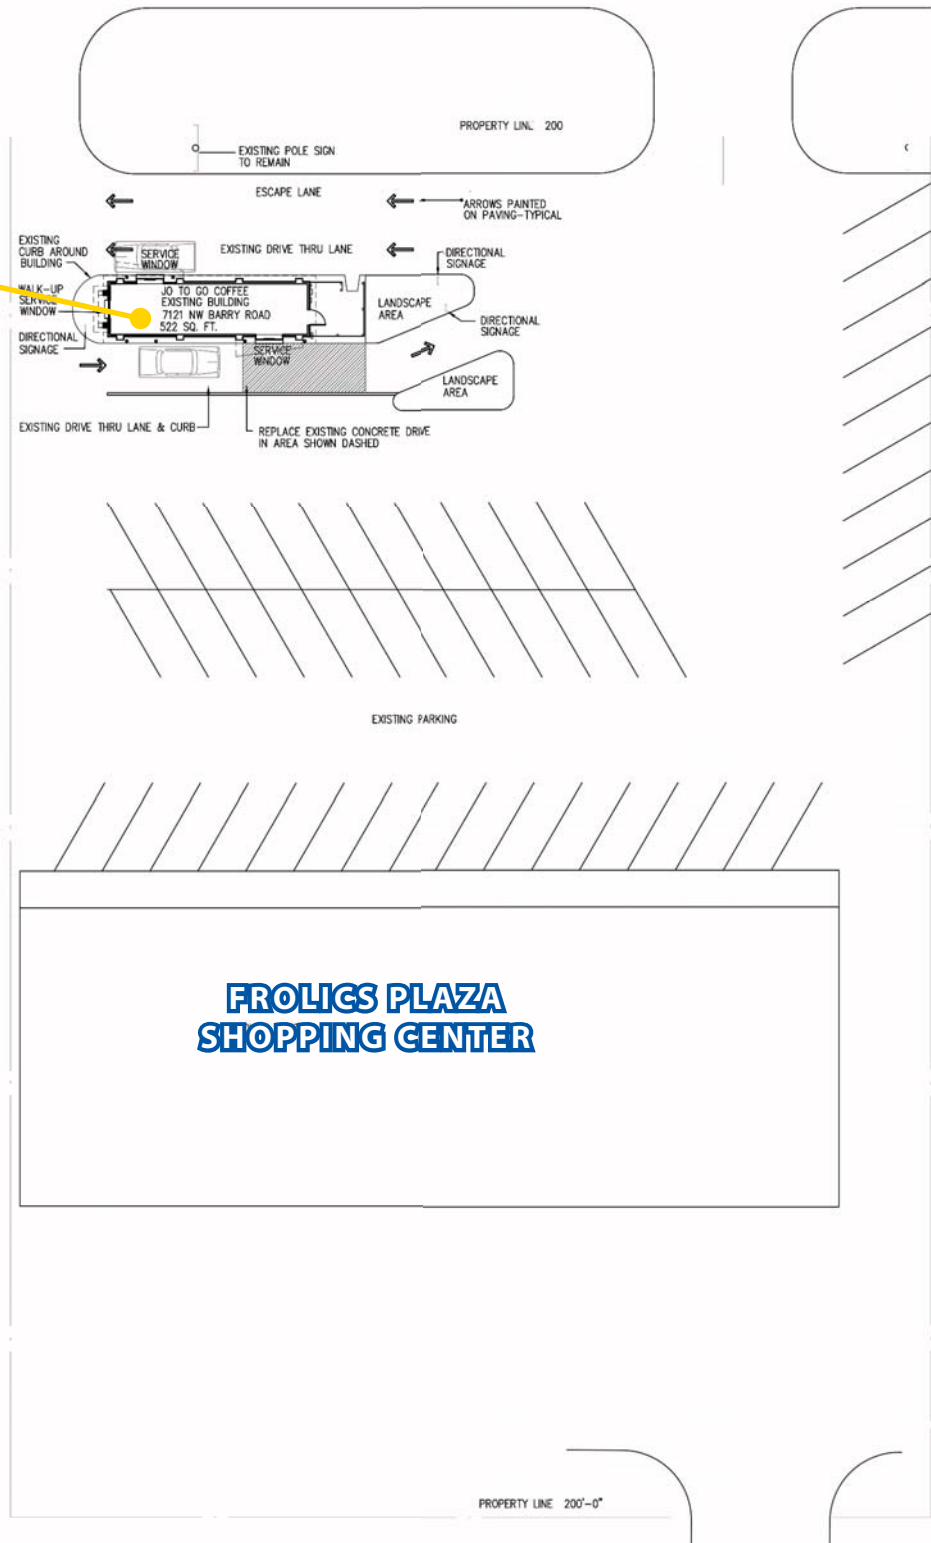 PROPERTY LINE 200
EXISTING POLE SIGN
TO REMAIN
ESCAPE LANE
ARROWS PAINTED
ON PAVING-TYPICAL
EXISTING
CURB AROUND
BUILDING
SERVICE
WINDOW
EXISTING DRIVE THRU LANE
DIRECTIONAL
SIGNAGE
WALK-UP
SERVICE
WINDOW
JO TO GO COFFEE
EXISTING BUILDING
7121 NW BARRY ROAD
522 SQ. FT.
LANDSCAPE
AREA
DIRECTIONAL
SIGNAGE
DIRECTIONAL
SIGNAGE
SERVICE
WINDOW
LANDSCAPE
AREA
EXISTING DRIVE THRU LANE & CURB
REPLACE EXISTING CONCRETE DRIVE
IN AREA SHOWN DASHED
EXISTING PARKING
FROLICS PLAZA
SHOPPING CENTER
PROPERTY LINE 200'-0"